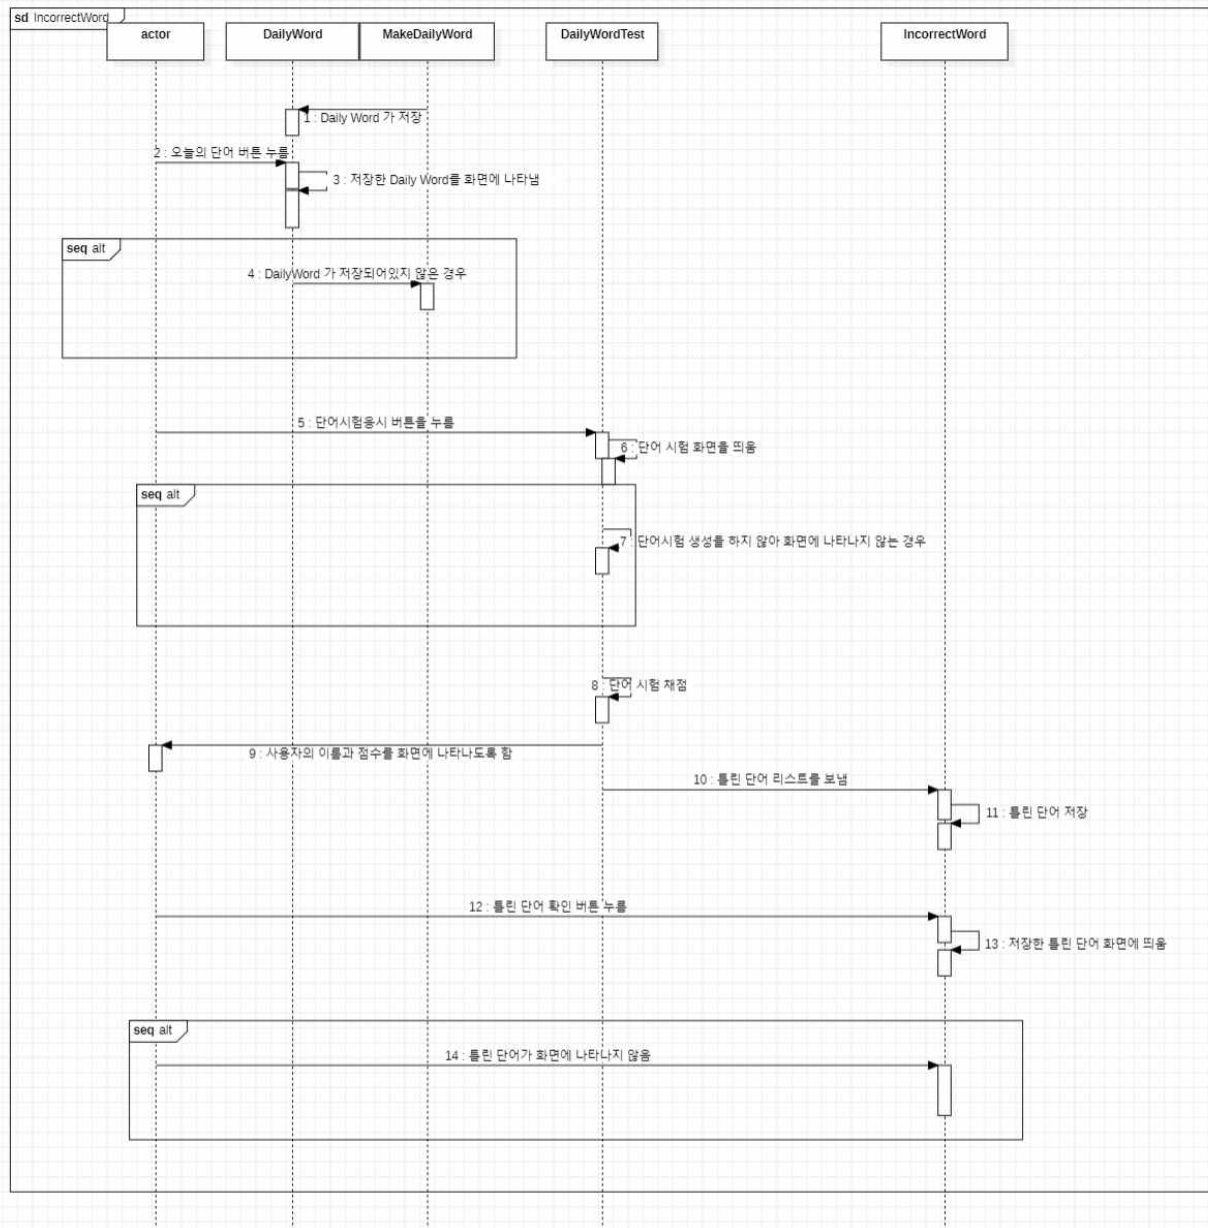 sd IncorrectWord
actor
DailyWord
MakeDailyWord
DailyWordTest
IncorrectWord
1 : Daily Word 가 저장
2 : 오늘의 단어 버튼 누름
3 : 저장한 Daily Word를 화면에 나타냄
seq alt
4 : DailyWord 가 저장되어있지 않은 경우
5 : 단어시험응시 버튼을 누름
6 : 단어 시험 화면을 띄움
seq alt
7 : 단어시험 생성를 하지 않아 화면에 나타나지 않는 경우
8 : 단어 시험 채점
9 : 사용자의 이름과 점수를 화면에 나타나도록 함
10 : 틀린 단어 리스트를 보냄
11 : 틀린 단어 저장
12 : 틀린 단어 확인 버튼 누름
13 : 저장한 틀린 단어 화면에 띄움
seq alt
14 : 틀린 단어가 화면에 나타나지 않음